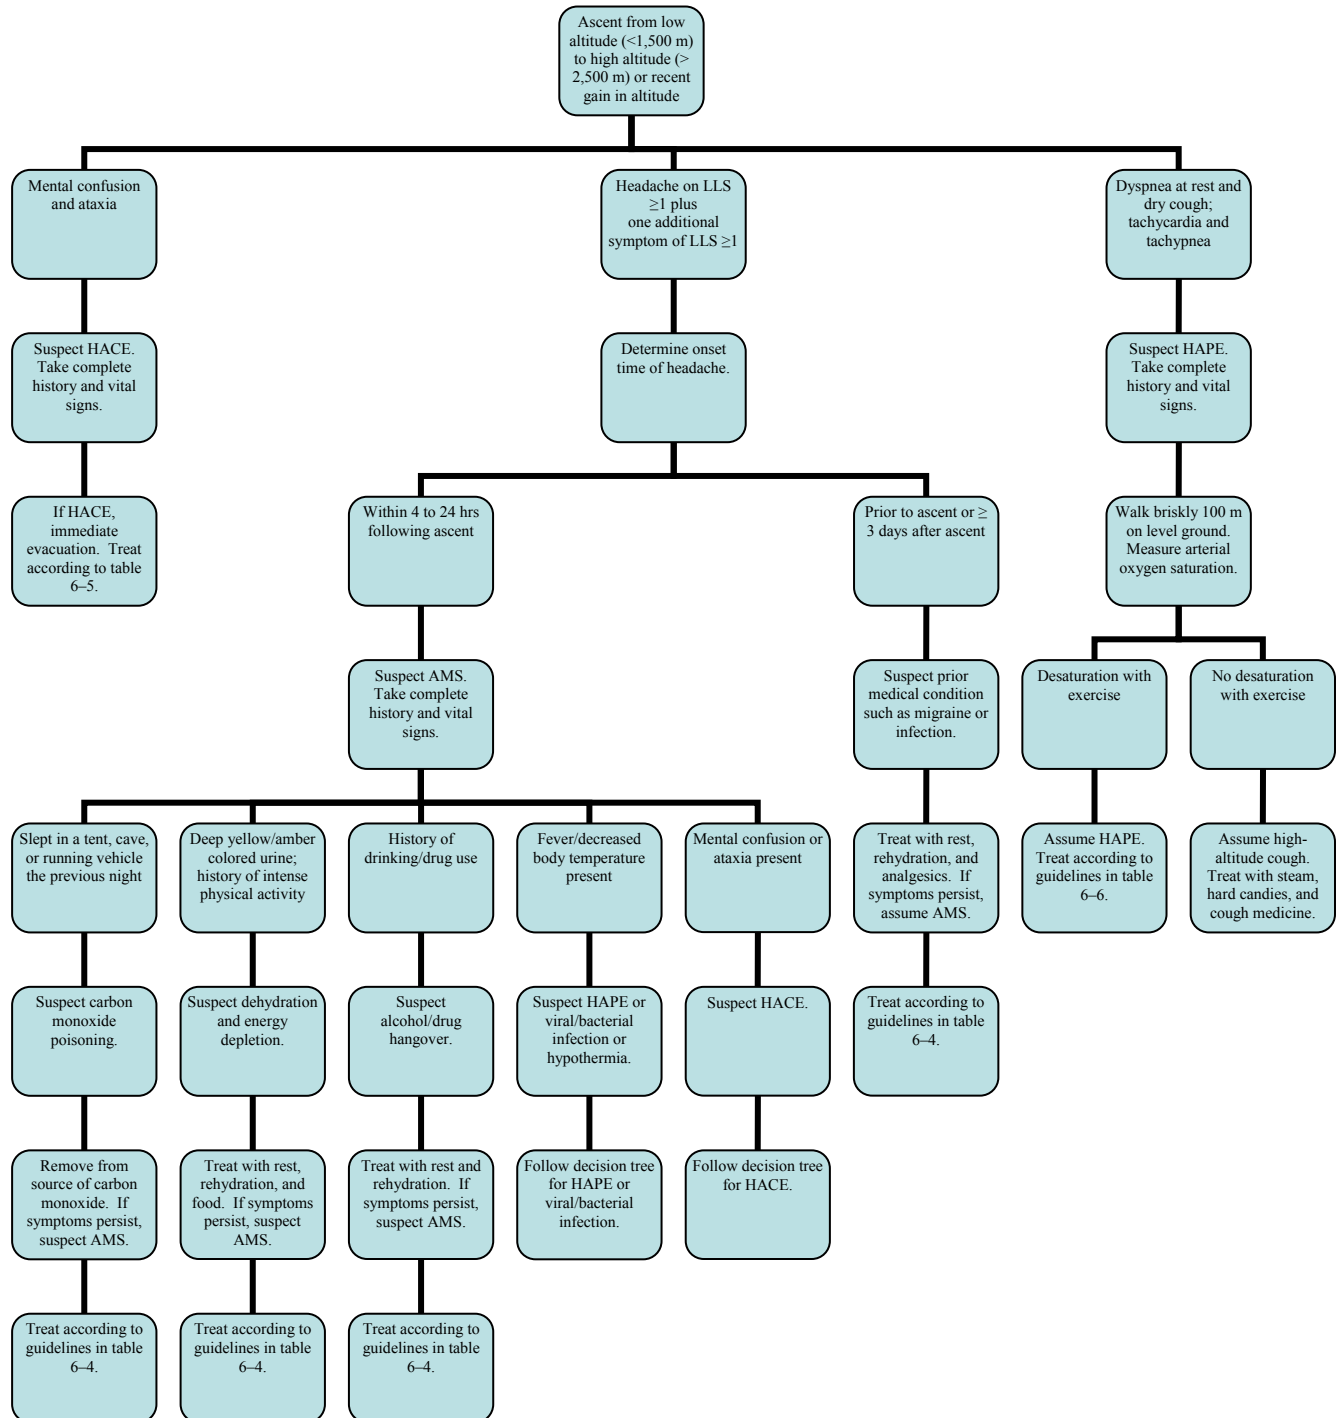 Ascent from low
altitude (<1,500 m)
to high altitude (>
2,500 m) or recent
gain in altitude
Mental confusion
and ataxia
Headache on LLS
≥1 plus
one additional
symptom of LLS ≥1
Dyspnea at rest and
dry cough;
tachycardia and
tachypnea
Suspect HACE.
Take complete
history and vital
signs.
Determine onset
time of headache.
Suspect HAPE.
Take complete
history and vital
signs.
If HACE,
immediate
evacuation.  Treat
according to table
6–5.
Within 4 to 24 hrs
following ascent
Prior to ascent or ≥
3 days after ascent
Walk briskly 100 m
on level ground.
Measure arterial
oxygen saturation.
Suspect AMS.
Take complete
history and vital
signs.
Suspect prior
medical condition
such as migraine or
infection.
Desaturation with
exercise
No desaturation
with exercise
Slept in a tent, cave,
or running vehicle
the previous night
Deep yellow/amber
colored urine;
history of intense
physical activity
History of
drinking/drug use
Fever/decreased
body temperature
present
Mental confusion or
ataxia present
Treat with rest,
rehydration, and
analgesics.  If
symptoms persist,
assume AMS.
Assume HAPE.
Treat according to
guidelines in table
6–6.
Assume high-
altitude cough.
Treat with steam,
hard candies, and
cough medicine.
Suspect carbon
monoxide
poisoning.
Suspect dehydration
and energy
depletion.
Suspect
alcohol/drug
hangover.
Suspect HAPE or
viral/bacterial
infection or
hypothermia.
Suspect HACE.
Treat according to
guidelines in table
6–4.
Remove from
source of carbon
monoxide.  If
symptoms persist,
suspect AMS.
Treat with rest,
rehydration, and
food.  If symptoms
persist, suspect
AMS.
Treat with rest and
rehydration.  If
symptoms persist,
suspect AMS.
Follow decision tree
for HAPE or
viral/bacterial
infection.
Follow decision tree
for HACE.
Treat according to
guidelines in table
6–4.
Treat according to
guidelines in table
6–4.
Treat according to
guidelines in table
6–4.